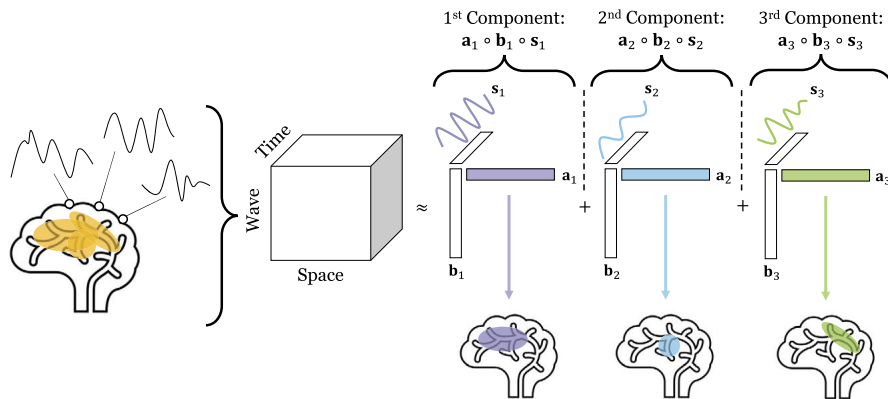 1st Component:
a1 ∘ b1 ∘ s1
2nd Component:
a2 ∘ b2 ∘ s2
3rd Component:
a3 ∘ b3 ∘ s3
s1
s2
s3
Time
Wave
Space
≈
a1
+
a2
+
a3
b1
b2
b3